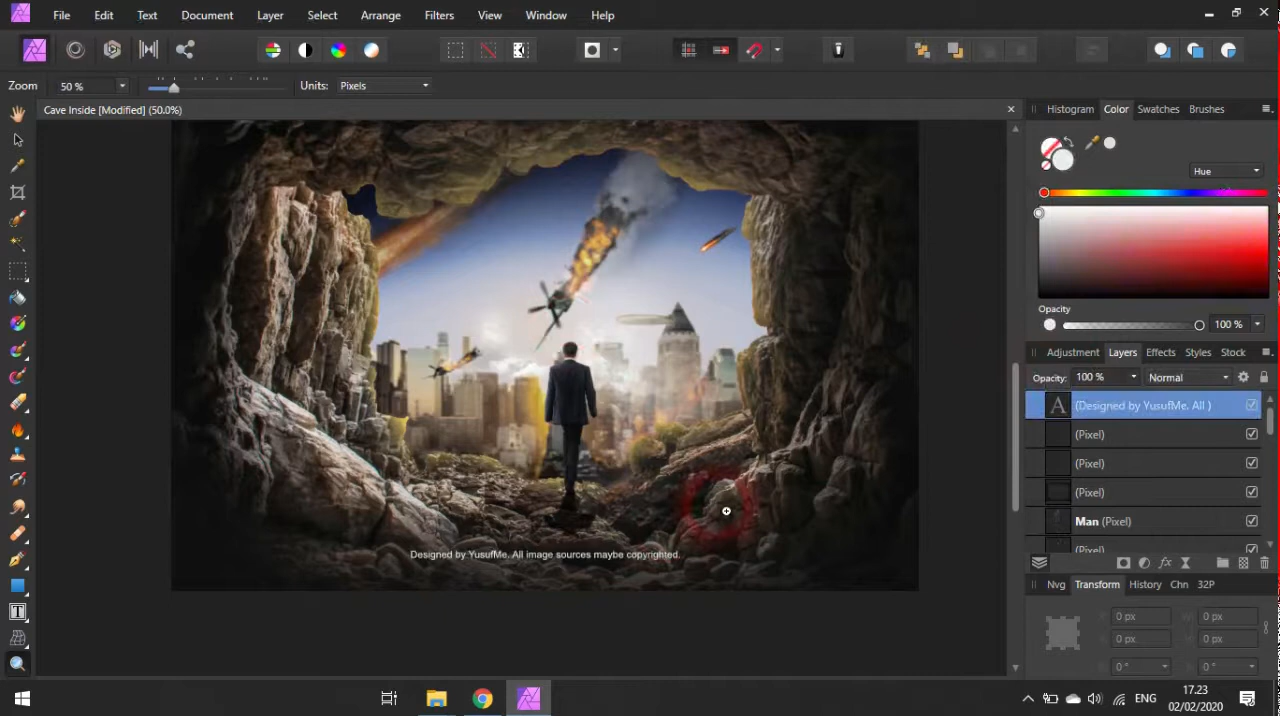 File Edit Text Document Layer Select Arrange Filters View Window Help
Zoom 50 % Units: Pixels
Cave Inside [Modified] (50.0%)
Histogram Color Swatches Brushes
Hue
Opacity
100 %
Adjustment Layers Effects Styles Stock
Opacity: 100 % Normal
A (Designed by YusufMe. All )
(Pixel)
(Pixel)
(Pixel)
Man (Pixel)
(Pixel)
Designed by YusufMe. All image sources maybe copyrighted.
Nvg Transform History Chn 32P
X: 0 px W: 0 px
Y: 0 px H: 0 px
R: 0 ° S: 0 °
T
ENG
17.23
02/02/2020